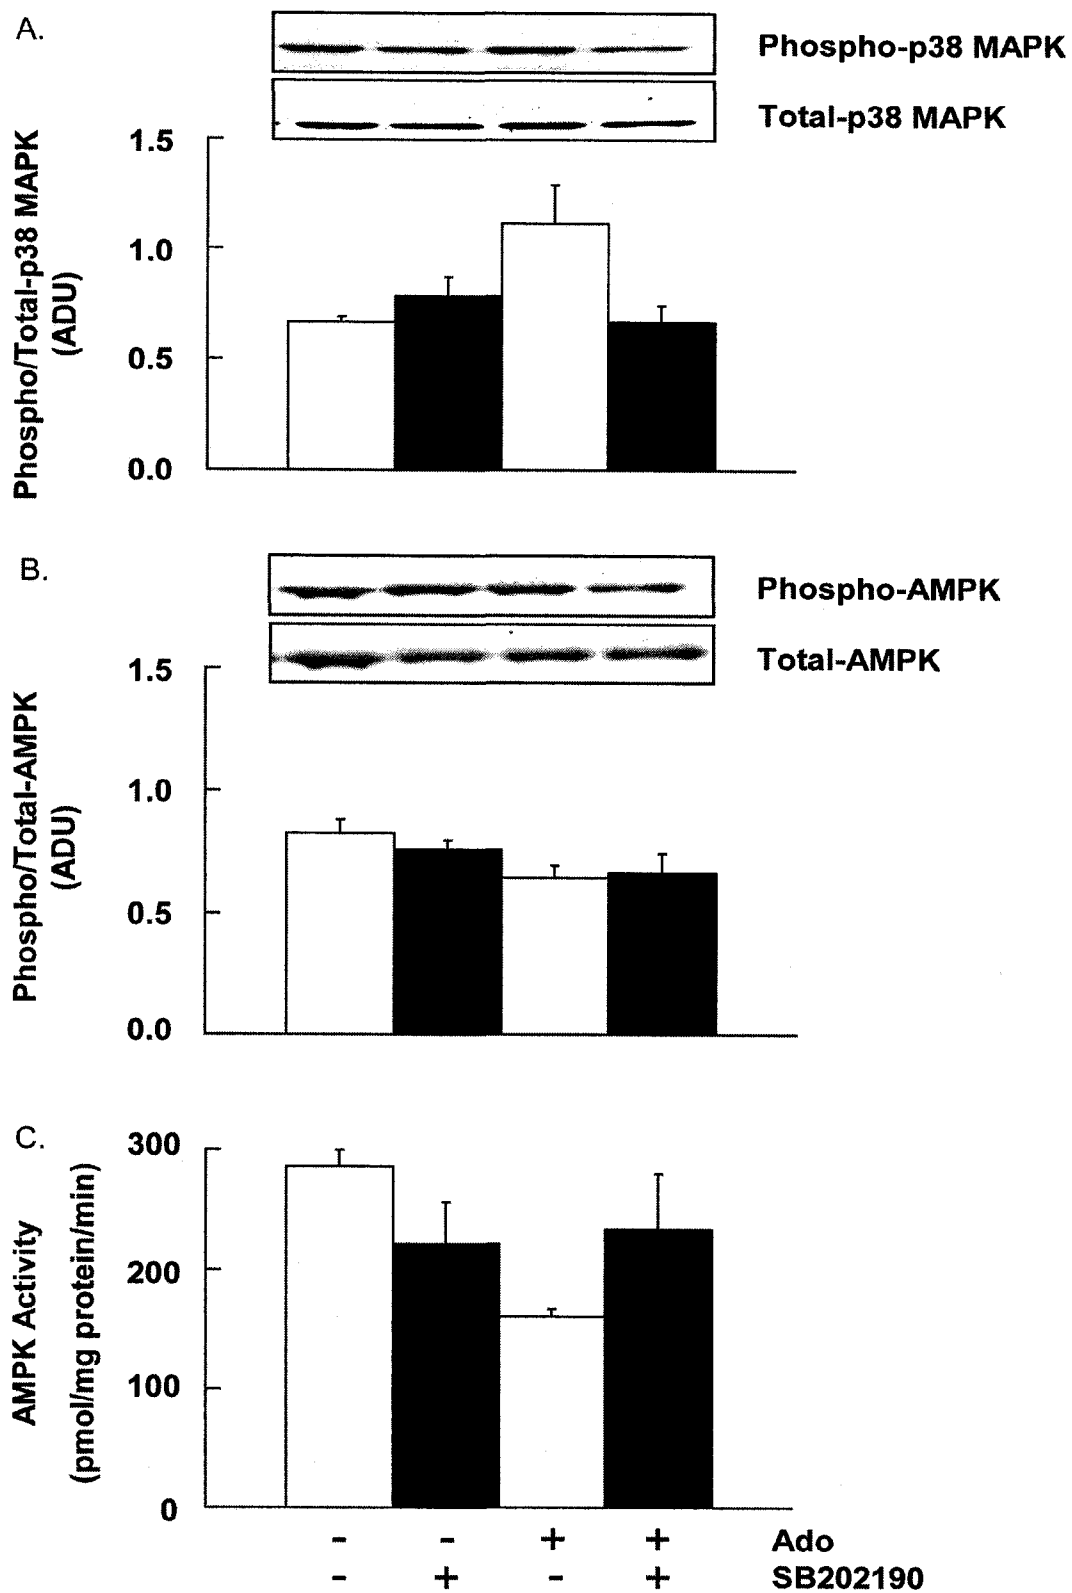 A.
Phospho-p38 MAPK
Total-p38 MAPK
Phospho/Total-p38 MAPK
(ADU)
1.5
1.0
0.5
0.0
B.
Phospho-AMPK
Total-AMPK
Phospho/Total-AMPK
(ADU)
1.5
1.0
0.5
0.0
C.
AMPK Activity
(pmol/mg protein/min)
300
200
100
0
- - + + Ado
- + - + SB202190